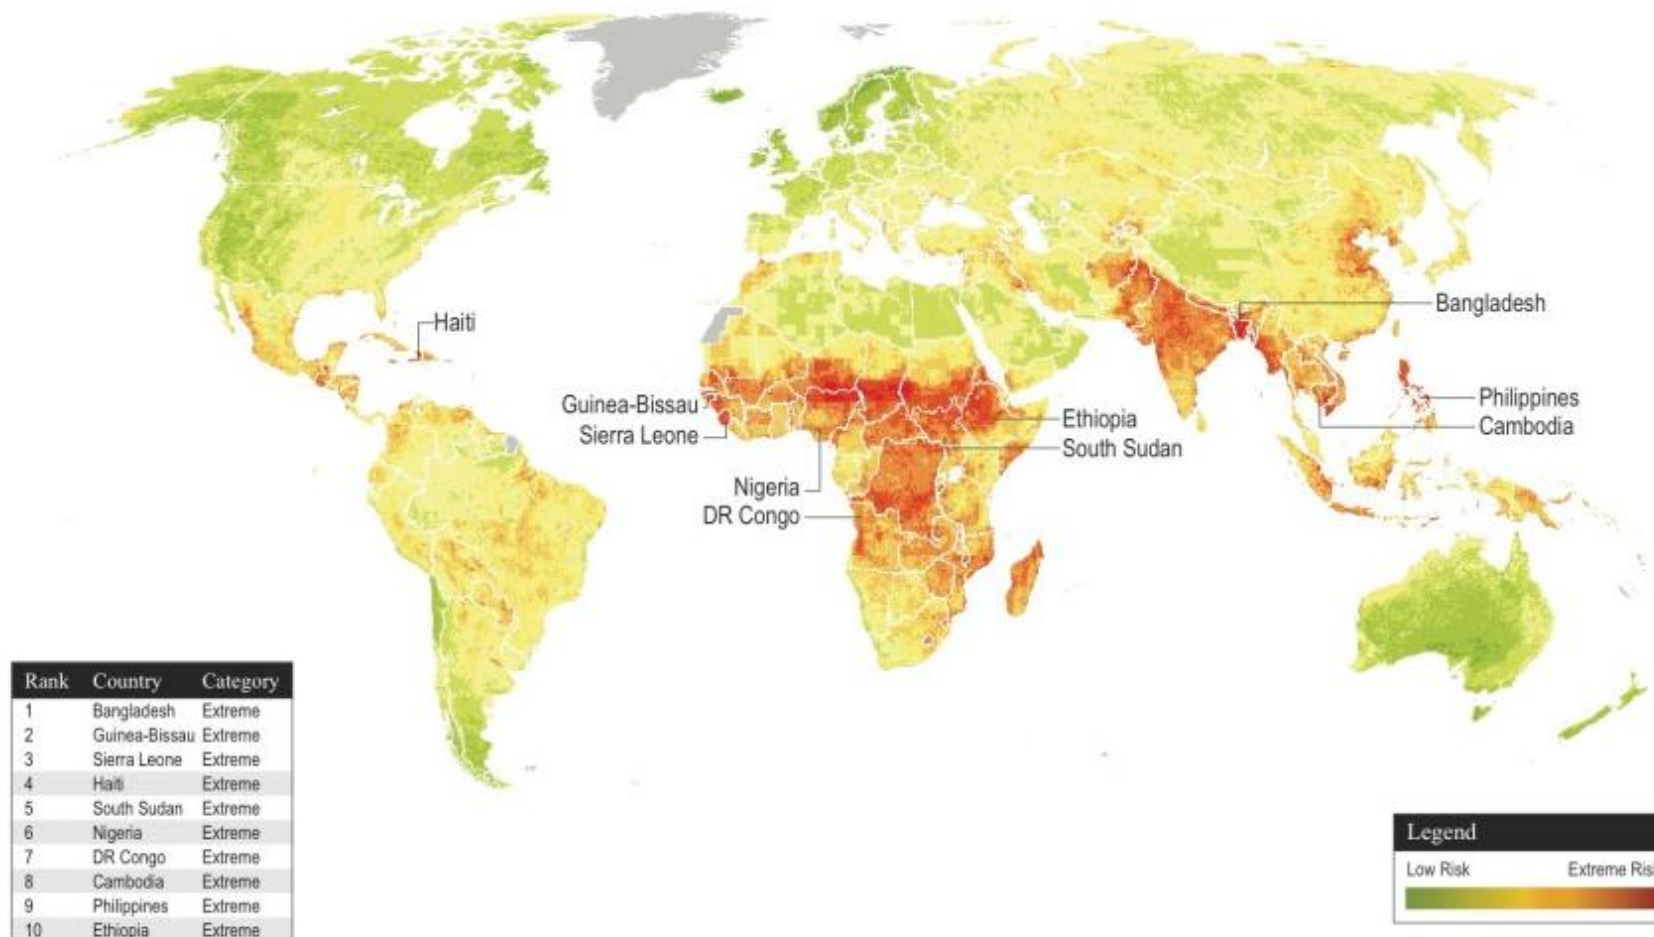 Haiti
Bangladesh
Guinea-Bissau
Sierra Leone
Ethiopia
South Sudan
Philippines
Cambodia
Nigeria
DR Congo
Rank Country Category
1 Bangladesh Extreme
2 Guinea-Bissau Extreme
3 Sierra Leone Extreme
4 Haiti Extreme
5 South Sudan Extreme
6 Nigeria Extreme
7 DR Congo Extreme
8 Cambodia Extreme
9 Philippines Extreme
10 Ethiopia Extreme
Legend
Low Risk Extreme Ris